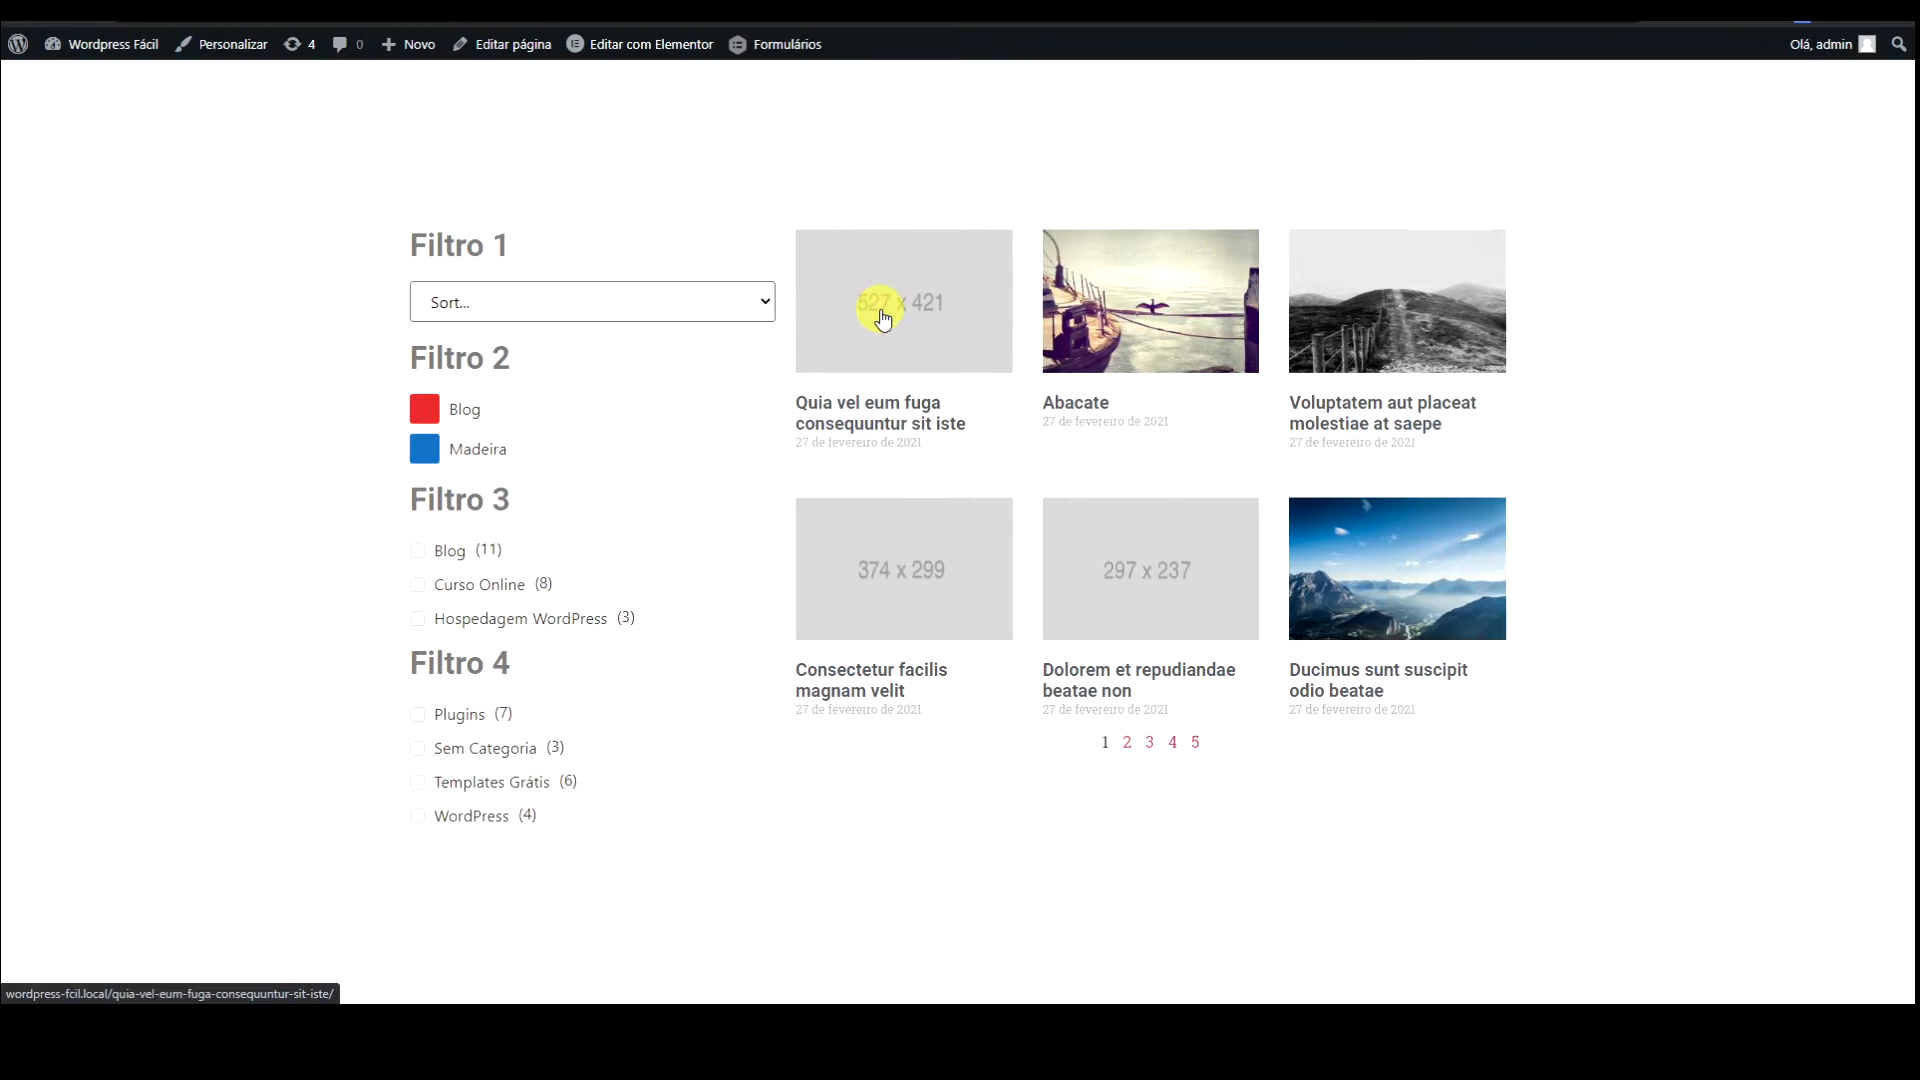 Wordpress Fácil Personalizar 4 0 Novo Editar página Editar com Elementor Formulários Olá, admin
Filtro 1
Sort...
Filtro 2
Blog
Madeira
Filtro 3
Blog (11)
Curso Online (8)
Hospedagem WordPress (3)
Filtro 4
Plugins (7)
Sem Categoria (3)
Templates Grátis (6)
WordPress (4)
527 x 421
Quia vel eum fuga
consequuntur sit iste
27 de fevereiro de 2021
Abacate
27 de fevereiro de 2021
Voluptatem aut placeat
molestiae at saepe
27 de fevereiro de 2021
374 x 299
Consectetur facilis
magnam velit
27 de fevereiro de 2021
297 x 237
Dolorem et repudiandae
beatae non
27 de fevereiro de 2021
Ducimus sunt suscipit
odio beatae
27 de fevereiro de 2021
1 2 3 4 5
wordpress-fcil.local/quia-vel-eum-fuga-consequuntur-sit-iste/